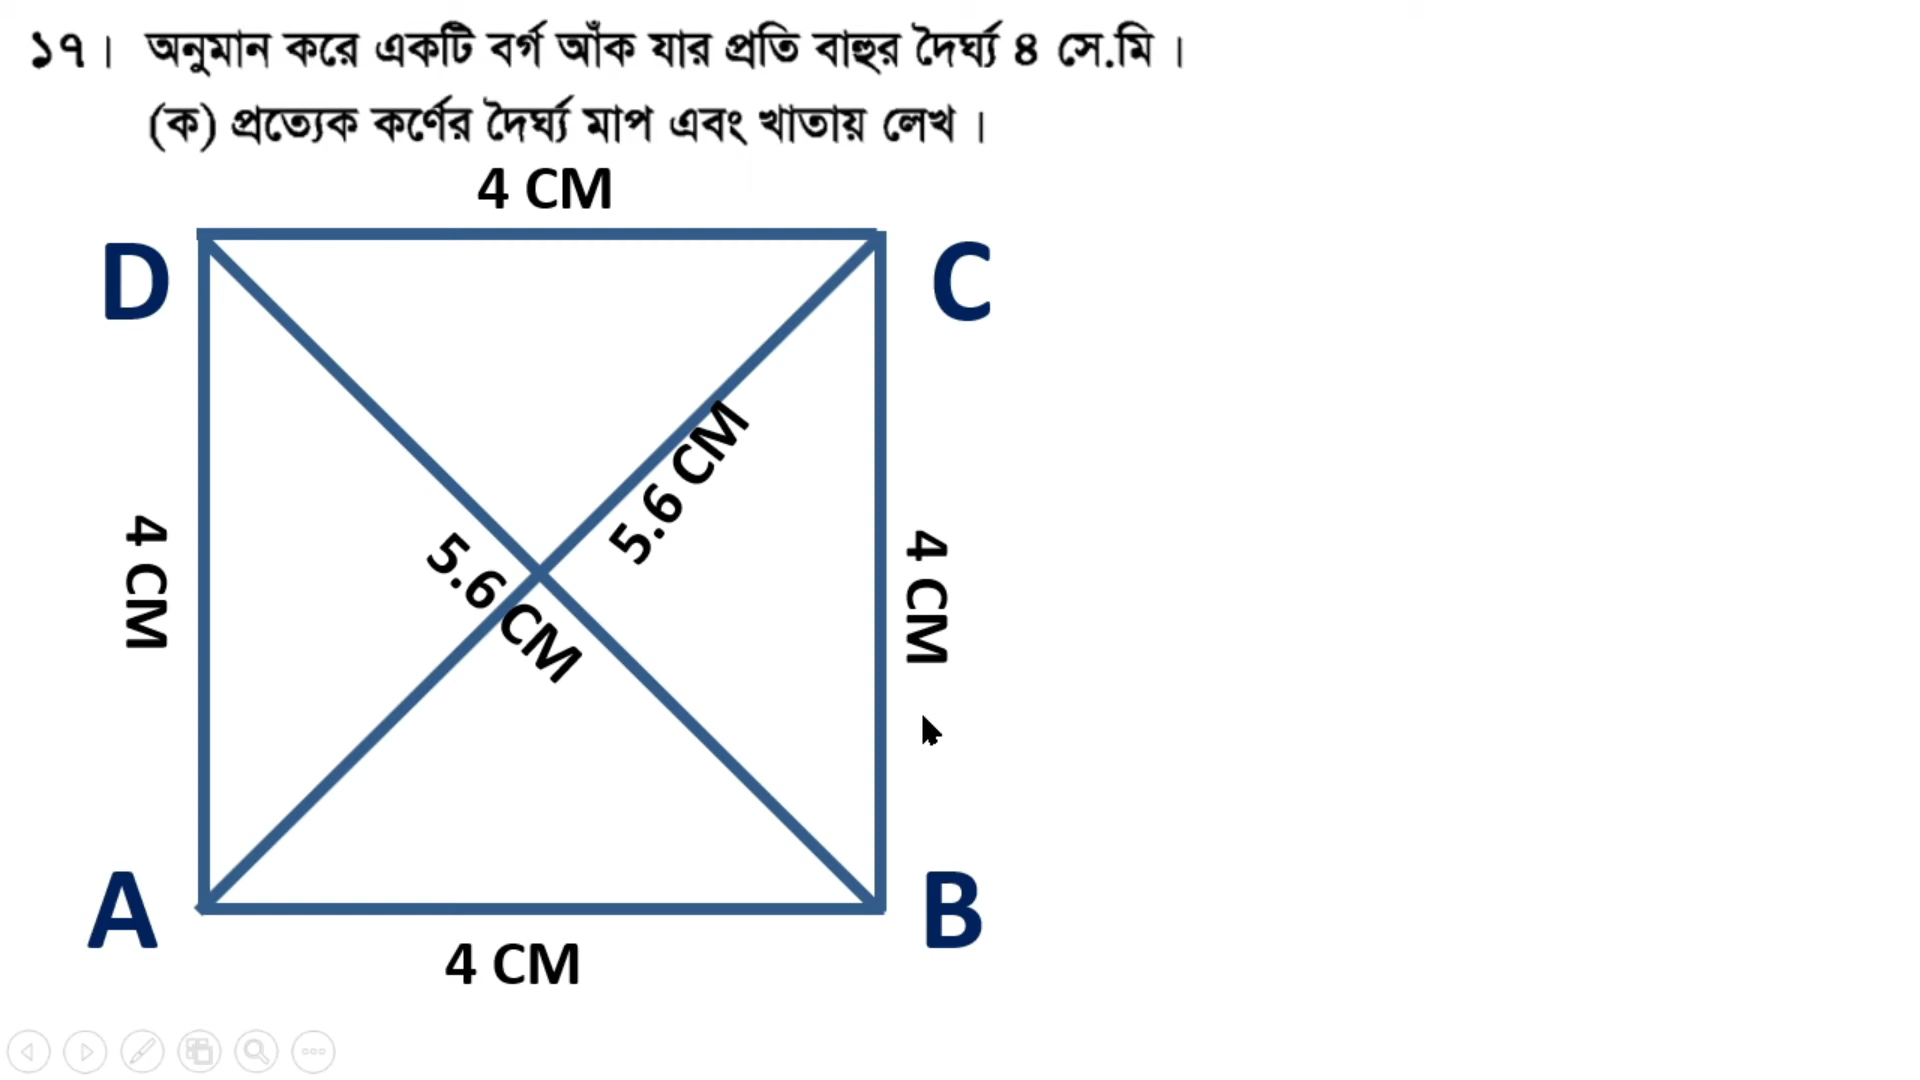 ১৭। অনুমান করে একটি বর্গ আঁক যার প্রতি বাহুর দৈর্ঘ্য ৪ সে.মি ।
(ক) প্রত্যেক কর্ণের দৈর্ঘ্য মাপ এবং খাতায় লেখ ।
4 CM
D
C
5.6 CM
5.6 CM
4 CM
4 CM
A
B
4 CM